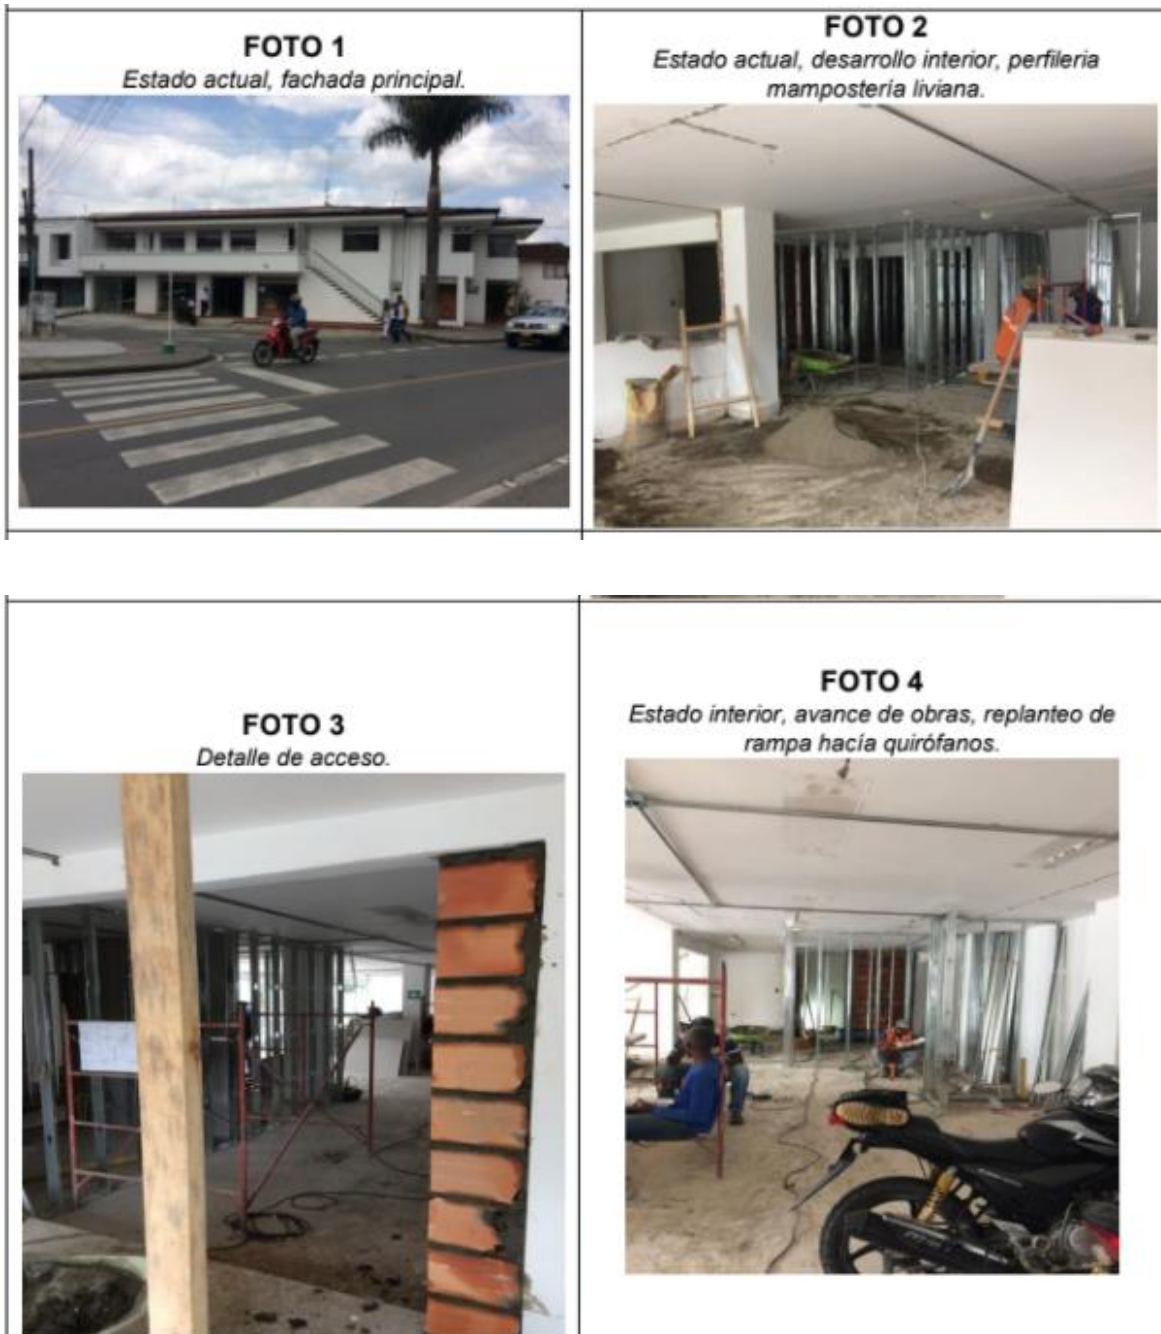 FOTO 1
Estado actual, fachada principal.
FOTO 2
Estado actual, desarrollo interior, perfileria
mampostería liviana.
FOTO 3
Detalle de acceso.
FOTO 4
Estado interior, avance de obras, replanteo de
rampa hacía quirófanos.